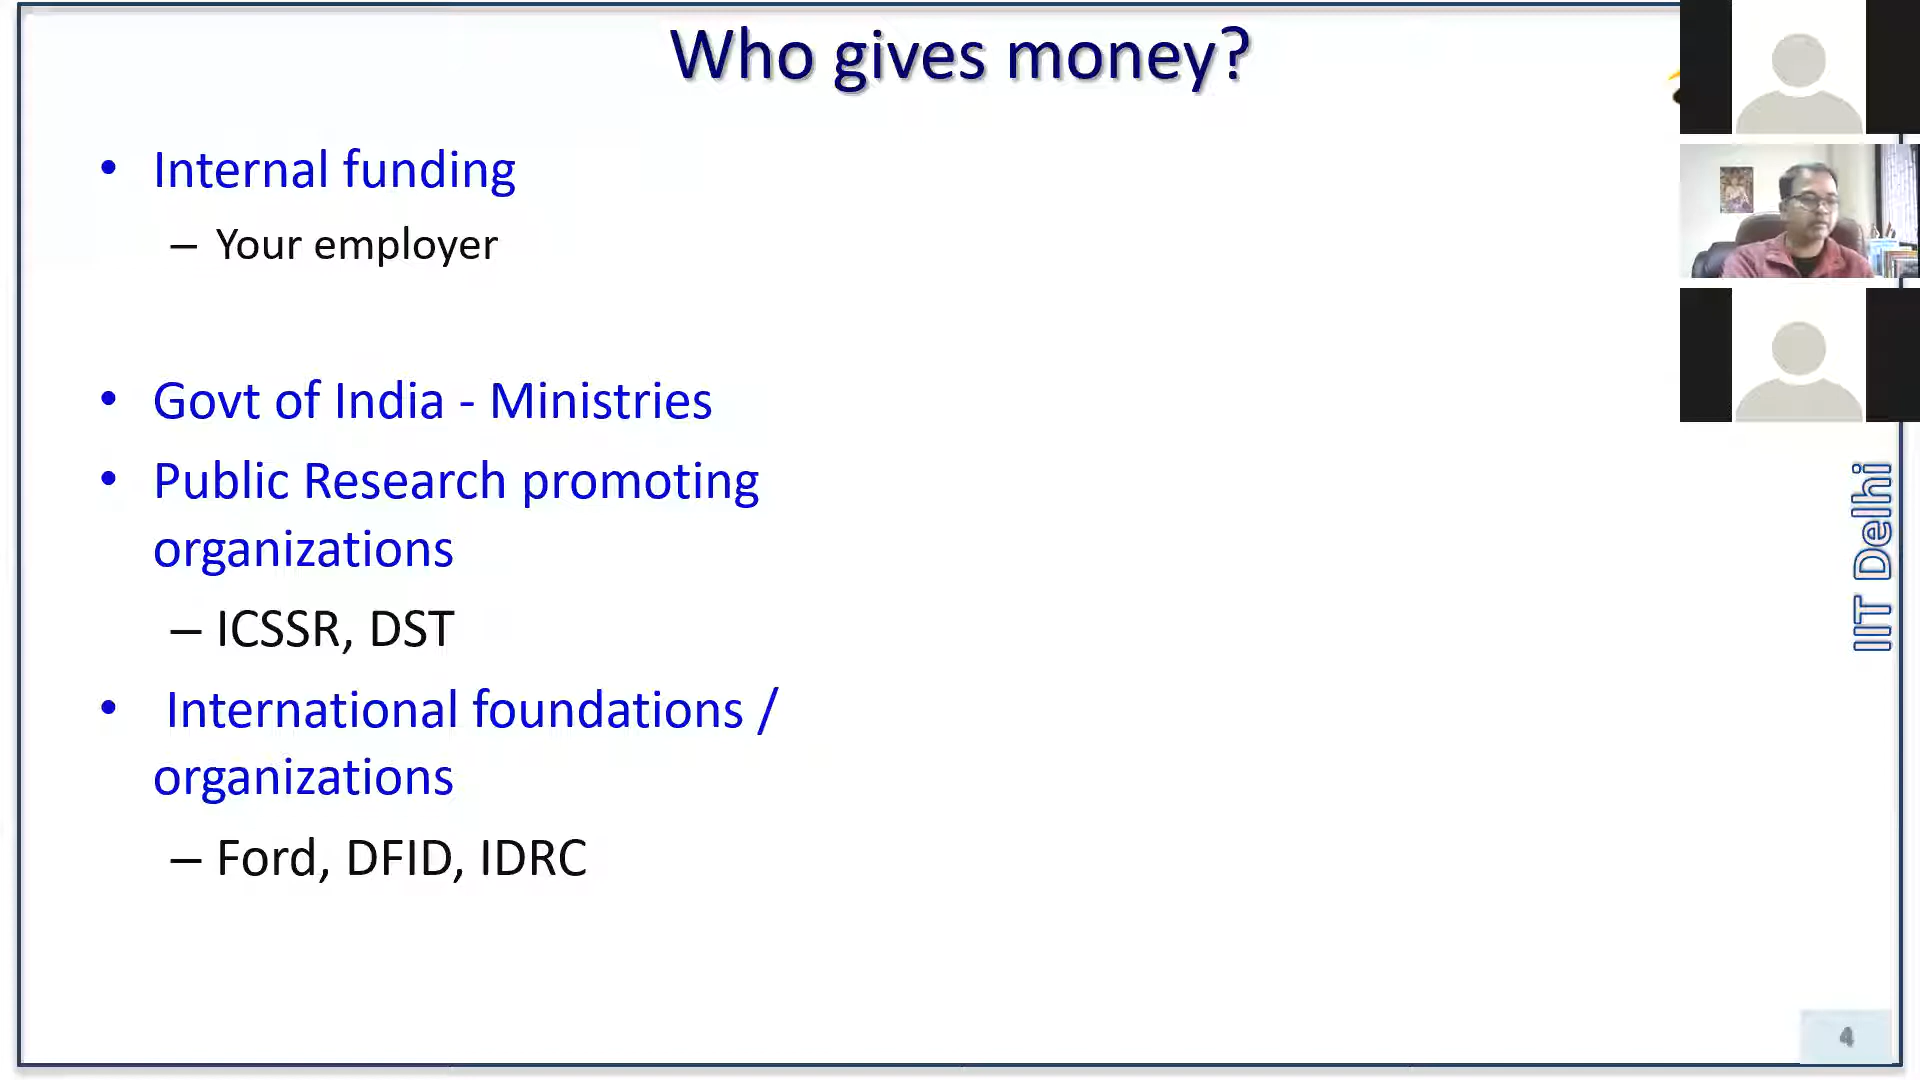 Who gives money?
• Internal funding
– Your employer
• Govt of India - Ministries
• Public Research promoting
organizations
– ICSSR, DST
• International foundations /
organizations
– Ford, DFID, IDRC
IIT Delhi
4